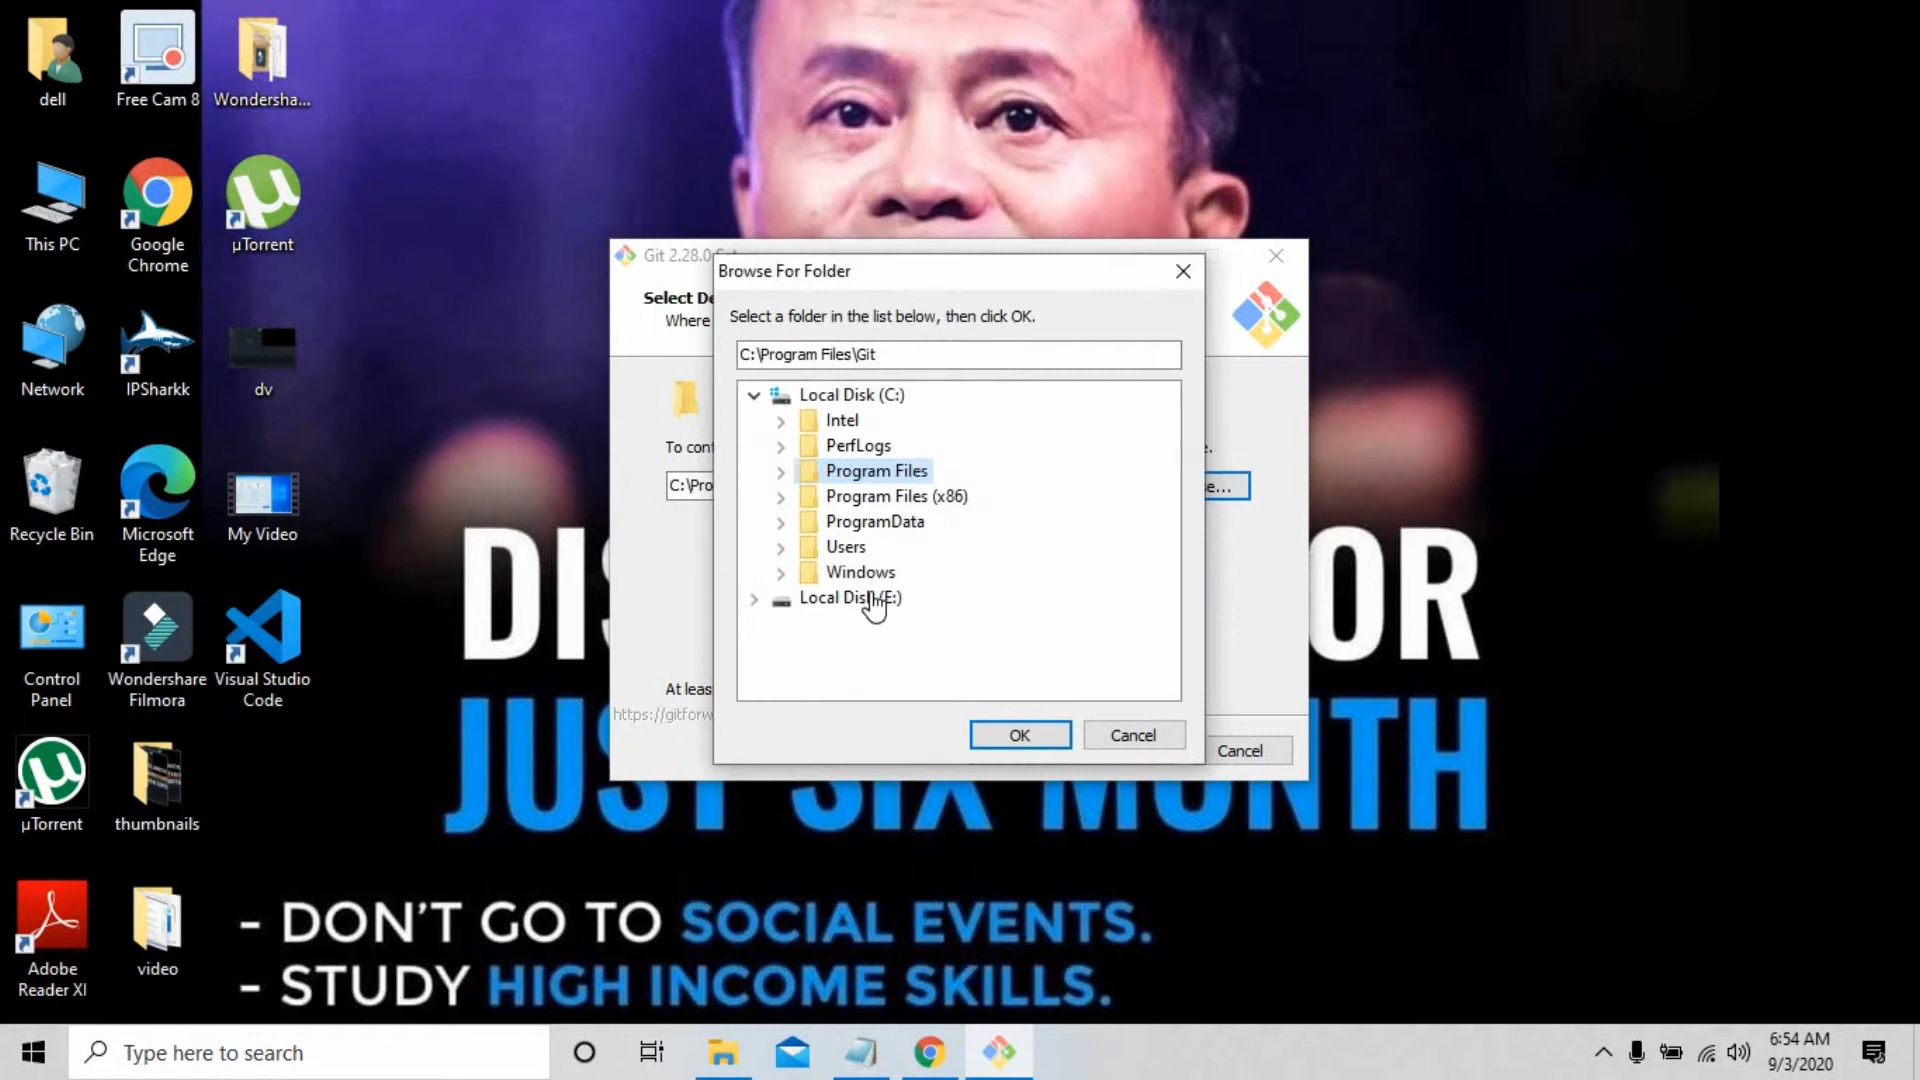 dell
Free Cam 8
Wondersha...
This PC
Google
Chrome
µTorrent
Network
IPSharkk
dv
Recycle Bin
Microsoft
Edge
My Video
Control
Panel
Wondershare
Filmora
Visual Studio
Code
µTorrent
thumbnails
Adobe
Reader XI
video
Git 2.28.0
Select De
Where
To cont
C:\Pro
e...
At leas
https://gitforw
Cancel
Browse For Folder
Select a folder in the list below, then click OK.
C:\Program Files\Git
Local Disk (C:)
Intel
PerfLogs
Program Files
Program Files (x86)
ProgramData
Users
Windows
Local Disk (E:)
OK
Cancel
DIS OR
JUST SIX MONTH
- DON'T GO TO SOCIAL EVENTS.
- STUDY HIGH INCOME SKILLS.
Type here to search
6:54 AM
9/3/2020